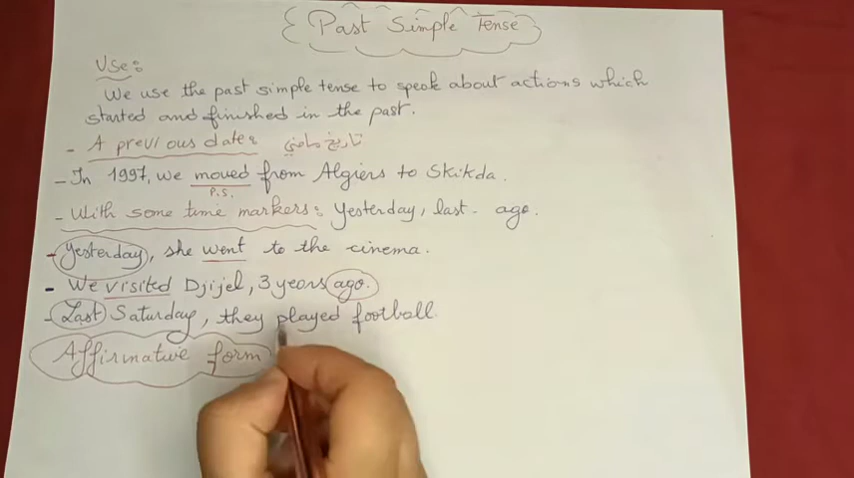 Past Simple Tense
Use:
We use the past simple tense to speak about actions which
started and finished in the past.
- A previous date: تاريخ ماضي
- In 1997, we moved from Algiers to Skikda.
P.S.
- With some time markers: Yesterday, last - ago.
- Yesterday, she went to the cinema.
- We visited Djijel, 3 years ago.
- Last Saturday, they played football.
Affirmative form